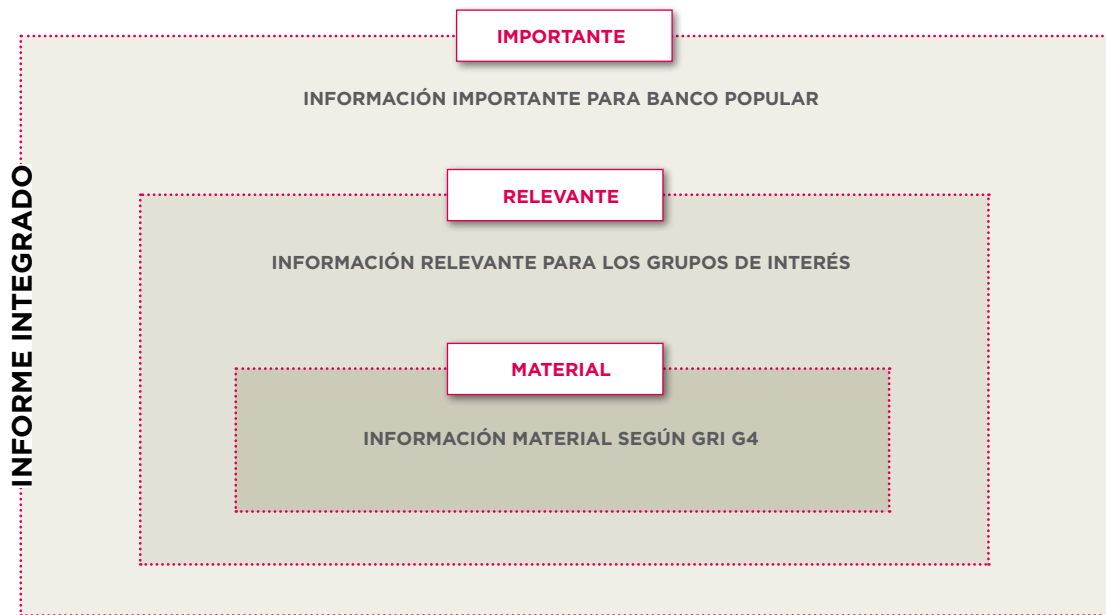 IMPORTANTE
INFORMACIÓN IMPORTANTE PARA BANCO POPULAR
INFORME INTEGRADO
RELEVANTE
INFORMACIÓN RELEVANTE PARA LOS GRUPOS DE INTERÉS
MATERIAL
INFORMACIÓN MATERIAL SEGÚN GRI G4